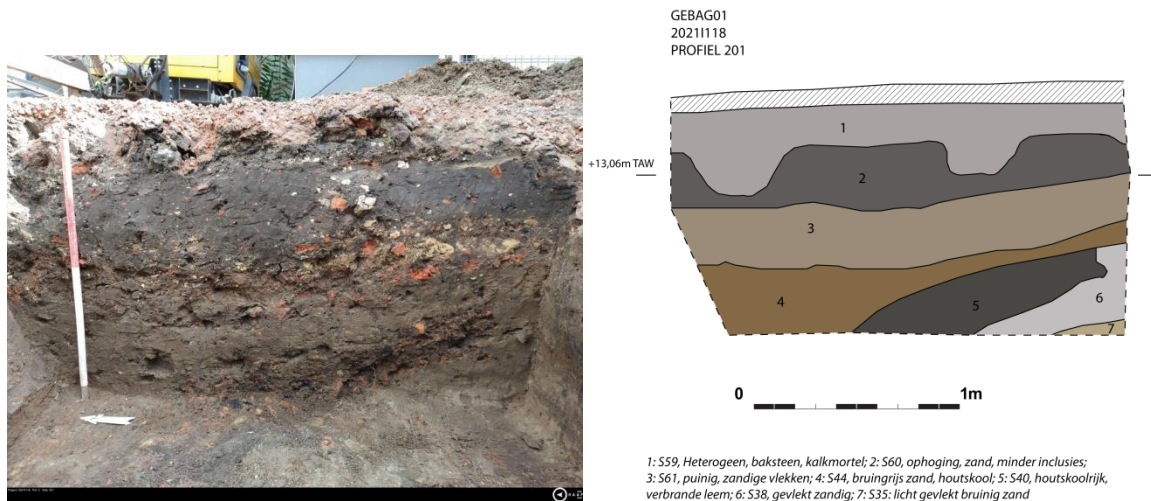 GEBAG01
2021I118
PROFIEL 201
1
+13,06m TAW
2
3
4
5
6
7
0
1m
1: S59, Heterogeen, baksteen, kalkmortel; 2: S60, ophoging, zand, minder inclusies;
3: S61, puinig, zandige vlekken; 4: S44, bruingrijs zand, houtskool; 5: S40, houtskoolrijk,
verbrande leem; 6: S38, gevlekt zandig; 7: S35: licht gevlekt bruinig zand